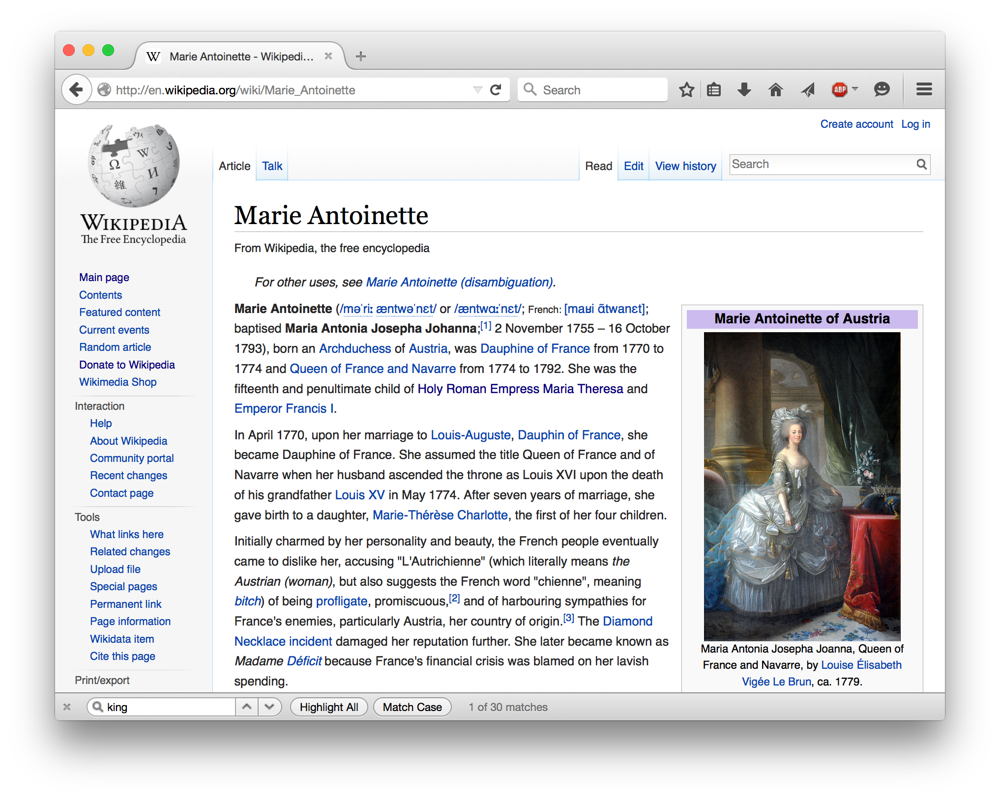 W Marie Antoinette - Wikipedi...
http://en.wikipedia.org/wiki/Marie_Antoinette
Search
ABP
Create account Log in
Article Talk
Read Edit View history
Search
Ω W И 維 ר
WIKIPEDIA
The Free Encyclopedia
Main page
Contents
Featured content
Current events
Random article
Donate to Wikipedia
Wikimedia Shop
Interaction
Help
About Wikipedia
Community portal
Recent changes
Contact page
Tools
What links here
Related changes
Upload file
Special pages
Permanent link
Page information
Wikidata item
Cite this page
Print/export
Marie Antoinette
From Wikipedia, the free encyclopedia
For other uses, see Marie Antoinette (disambiguation).
Marie Antoinette (/məˈriː æntwəˈnɛt/ or /æntwɑːˈnɛt/; French: [maʁi ɑ̃twanɛt];
baptised Maria Antonia Josepha Johanna;[1] 2 November 1755 – 16 October
1793), born an Archduchess of Austria, was Dauphine of France from 1770 to
1774 and Queen of France and Navarre from 1774 to 1792. She was the
fifteenth and penultimate child of Holy Roman Empress Maria Theresa and
Emperor Francis I.
In April 1770, upon her marriage to Louis-Auguste, Dauphin of France, she
became Dauphine of France. She assumed the title Queen of France and of
Navarre when her husband ascended the throne as Louis XVI upon the death
of his grandfather Louis XV in May 1774. After seven years of marriage, she
gave birth to a daughter, Marie-Thérèse Charlotte, the first of her four children.
Initially charmed by her personality and beauty, the French people eventually
came to dislike her, accusing "L'Autrichienne" (which literally means the
Austrian (woman), but also suggests the French word "chienne", meaning
bitch) of being profligate, promiscuous,[2] and of harbouring sympathies for
France's enemies, particularly Austria, her country of origin.[3] The Diamond
Necklace incident damaged her reputation further. She later became known as
Madame Déficit because France's financial crisis was blamed on her lavish
spending.
Marie Antoinette of Austria
Maria Antonia Josepha Joanna, Queen of
France and Navarre, by Louise Élisabeth
Vigée Le Brun, ca. 1779.
king
Highlight All
Match Case
1 of 30 matches